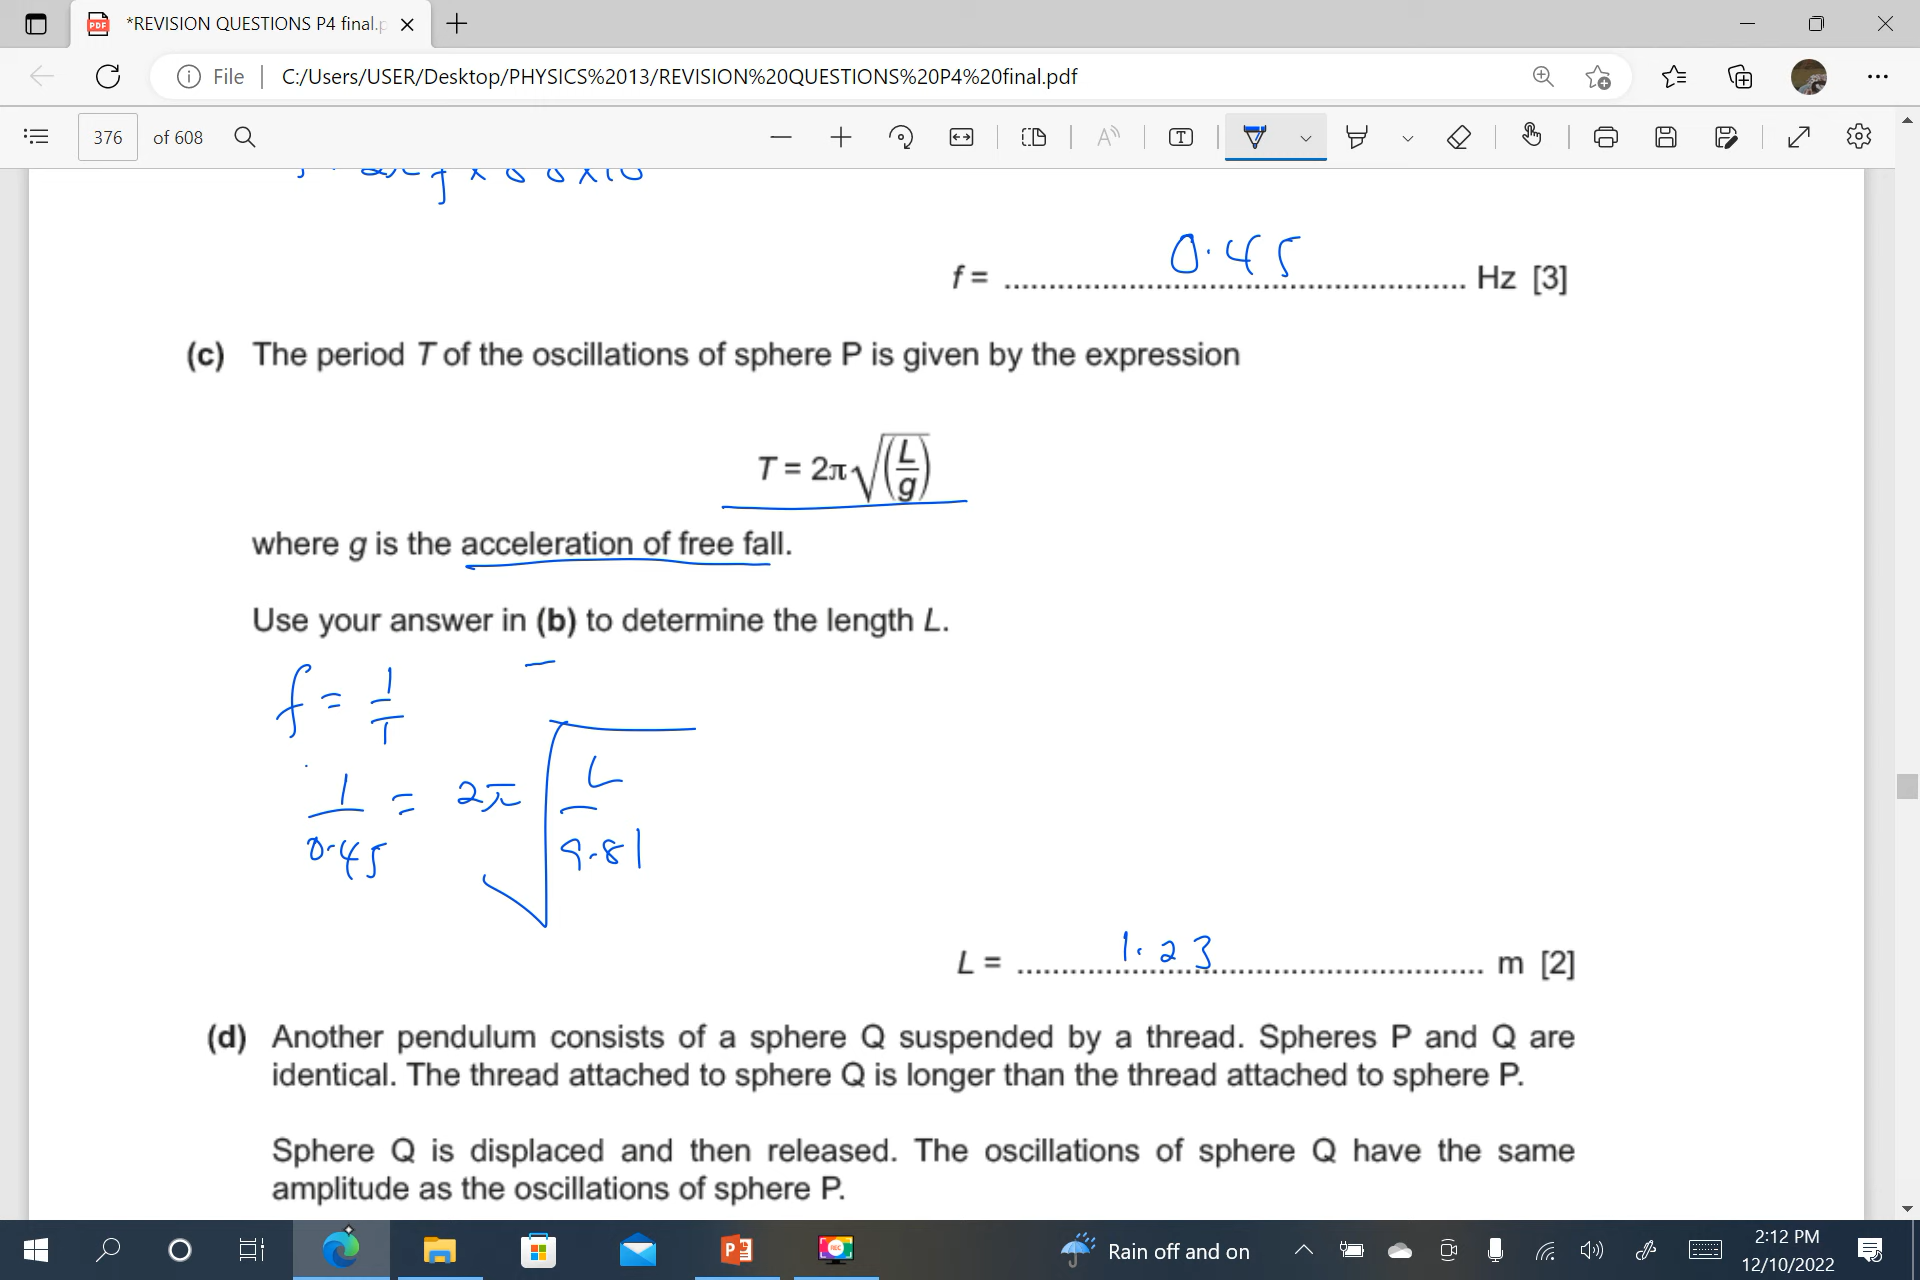 *REVISION QUESTIONS P4 final.p
File
C:/Users/USER/Desktop/PHYSICS%2013/REVISION%20QUESTIONS%20P4%20final.pdf
376 of 608
0.45
f = ........................................ Hz [3]
(c) The period T of the oscillations of sphere P is given by the expression
T = 2π√(L/g)
where g is the acceleration of free fall.
Use your answer in (b) to determine the length L.
f = 1/T
1/0.45 = 2π √(L/9.81)
1.23
L = ........................................ m [2]
(d) Another pendulum consists of a sphere Q suspended by a thread. Spheres P and Q are
identical. The thread attached to sphere Q is longer than the thread attached to sphere P.
Sphere Q is displaced and then released. The oscillations of sphere Q have the same
amplitude as the oscillations of sphere P.
Rain off and on
2:12 PM
12/10/2022